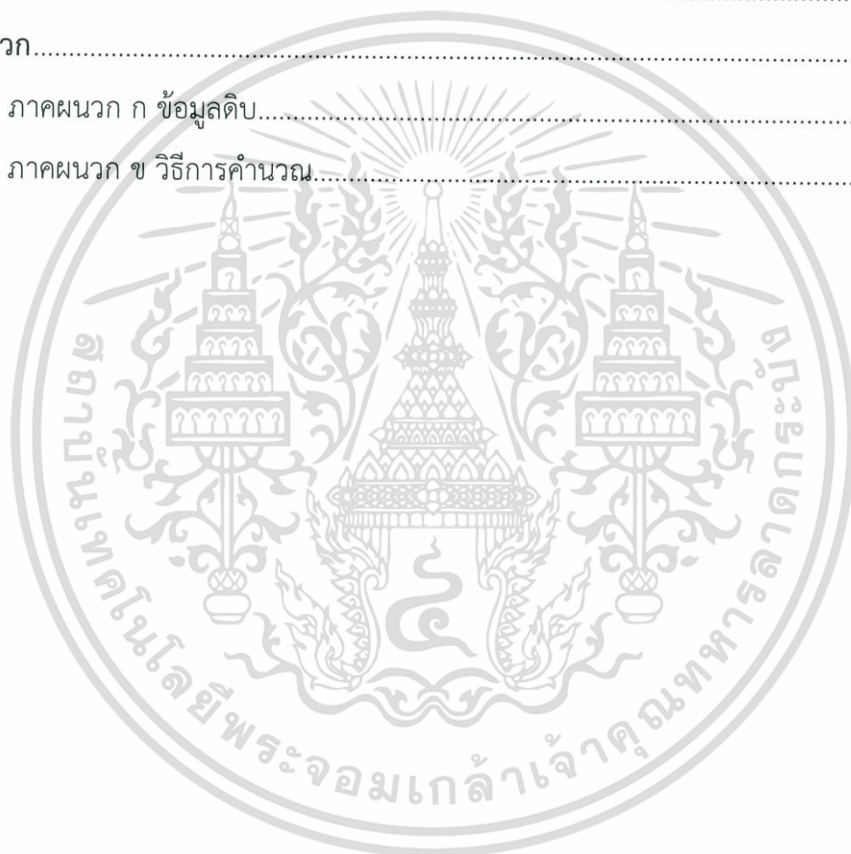 วก
ภาคผนวก ก ข้อมูลดิบ
ภาคผนวก ข วิธีการคำนวณ
สถาบันเทคโนโลยีพระจอมเกล้าเจ้าคุณทหารลาดกระบัง